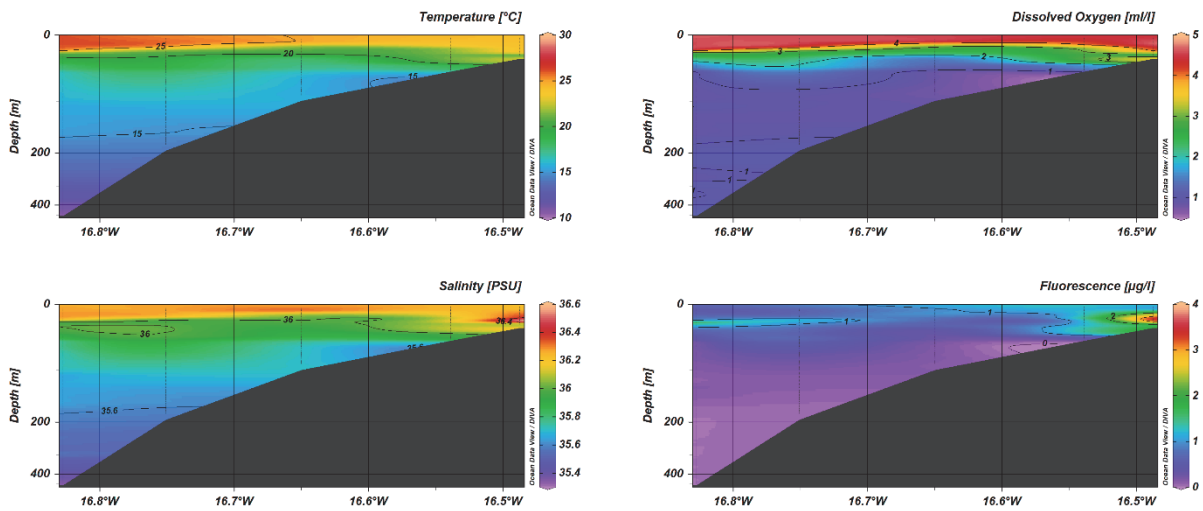 Temperature [°C]
0
200
400
Depth [m]
25
20
15
15
30
25
20
15
10
Ocean Data View / DIVA
16.8°W
16.7°W
16.6°W
16.5°W
Dissolved Oxygen [ml/l]
0
200
400
Depth [m]
3
4
2
3
1
1
1
1
5
4
3
2
1
Ocean Data View / DIVA
16.8°W
16.7°W
16.6°W
16.5°W
Salinity [PSU]
0
200
400
Depth [m]
36
36
36.4
35.6
35.6
36.6
36.4
36.2
36
35.8
35.6
35.4
Ocean Data View / DIVA
16.8°W
16.7°W
16.6°W
16.5°W
Fluorescence [µg/l]
0
200
400
Depth [m]
1
1
2
0
4
3
2
1
0
Ocean Data View / DIVA
16.8°W
16.7°W
16.6°W
16.5°W